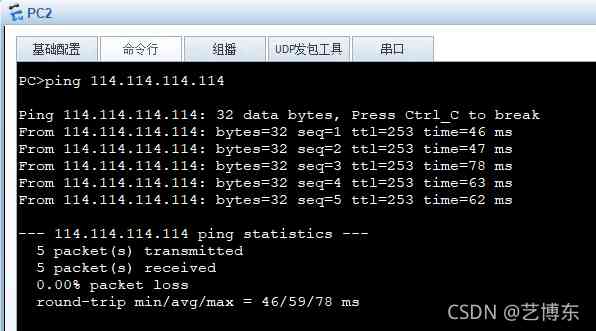 PC2
基础配置 命令行 组播 UDP发包工具 串口
PC>ping 114.114.114.114
Ping 114.114.114.114: 32 data bytes, Press Ctrl_C to break
From 114.114.114.114: bytes=32 seq=1 ttl=253 time=46 ms
From 114.114.114.114: bytes=32 seq=2 ttl=253 time=47 ms
From 114.114.114.114: bytes=32 seq=3 ttl=253 time=78 ms
From 114.114.114.114: bytes=32 seq=4 ttl=253 time=63 ms
From 114.114.114.114: bytes=32 seq=5 ttl=253 time=62 ms
--- 114.114.114.114 ping statistics ---
5 packet(s) transmitted
5 packet(s) received
0.00% packet loss
round-trip min/avg/max = 46/59/78 ms
CSDN @艺博东